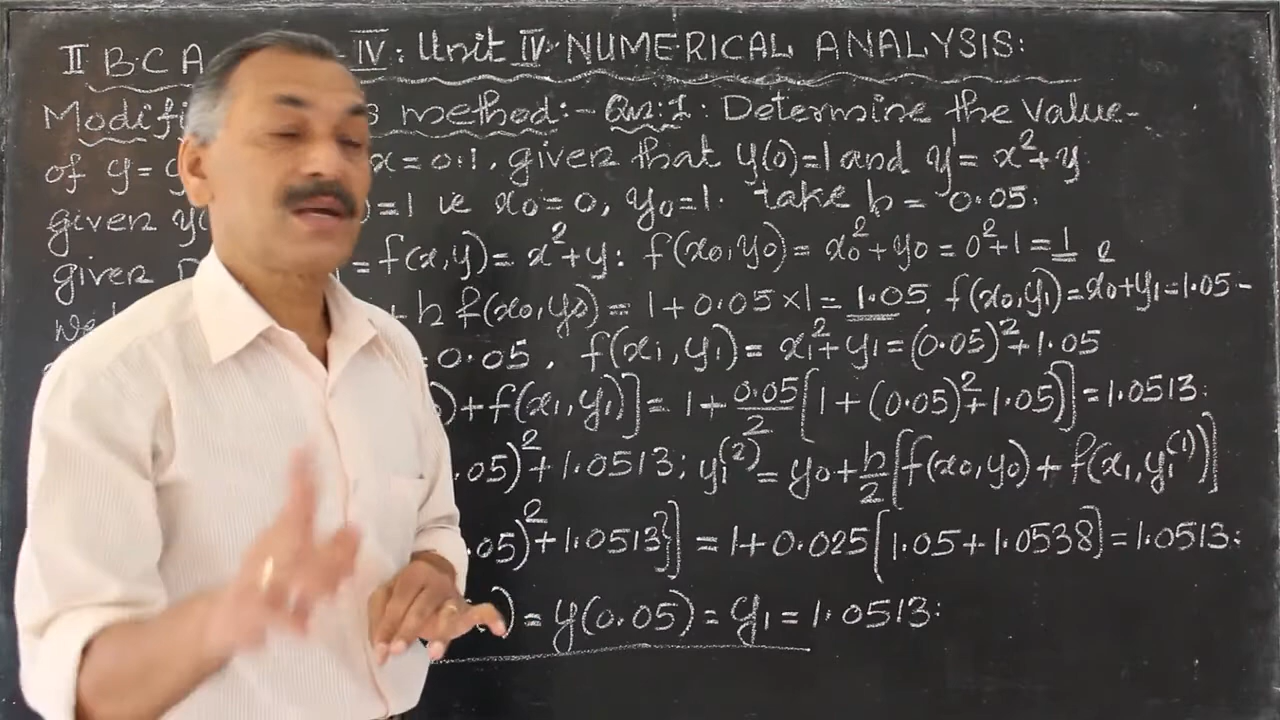 II B.C.A IV: Unit IV NUMERICAL ANALYSIS:
Modifi s method:- Qn:1: Determine the value-
of y = x = 0.1, given that y(0)=1 and y' = x²+y
given y( )=1 ie x0=0, y0=1. take h = 0.05.
given = f(x,y) = x²+y: f(x0,y0) = x0²+y0 = 0²+1 = 1
+ h f(x0,y0) = 1+0.05×1 = 1.05, f(x0,y1)=x0+y1=1.05-
= 0.05, f(x1,y1) = x1²+y1 = (0.05)²+1.05
)+f(x1,y1)] = 1+0.05/2[1+(0.05)²+1.05)] = 1.0513:
.05)²+1.0513; y1^(2) = y0+h/2[f(x0,y0)+f(x1,y1^(1))]
.05)²+1.0513}] = 1+0.025[1.05+1.0538] = 1.0513:
) = y(0.05) = y1 = 1.0513: